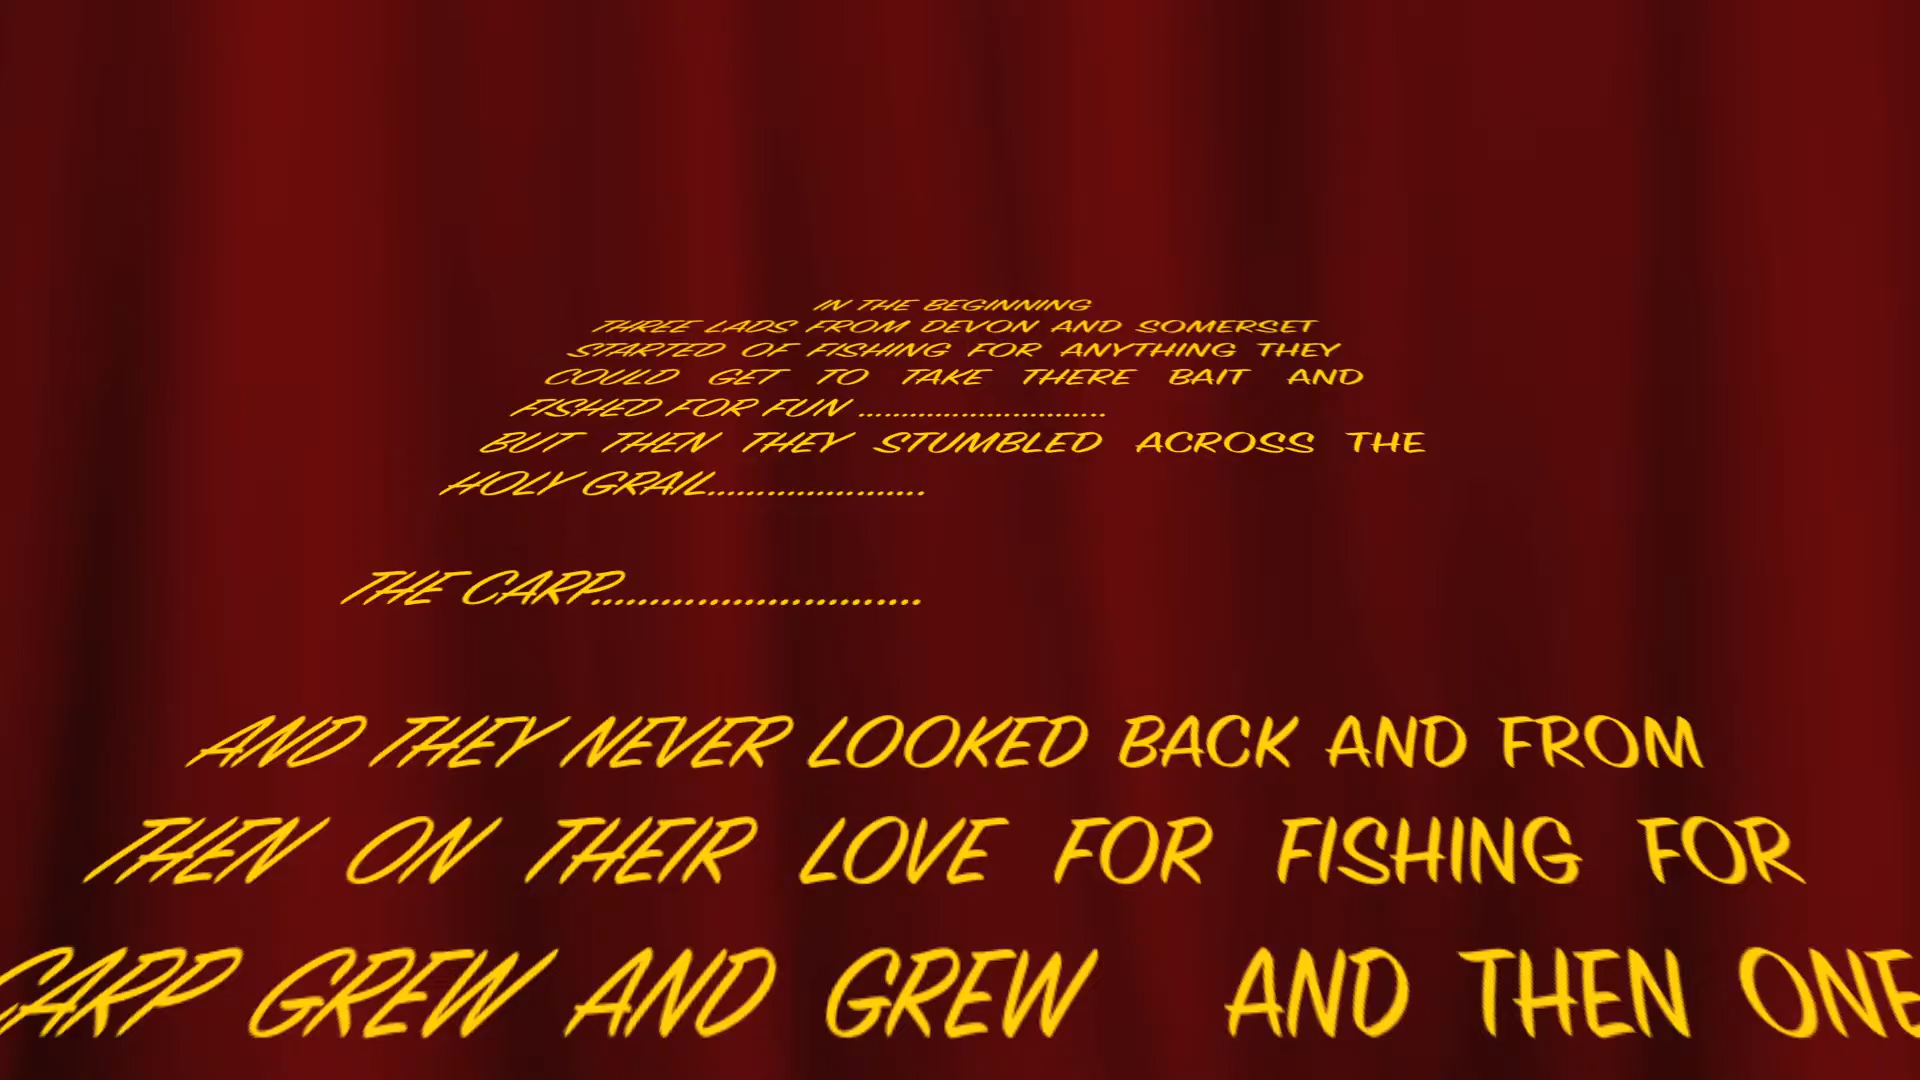 IN THE BEGINNING
THREE LADS FROM DEVON AND SOMERSET
STARTED OF FISHING FOR ANYTHING THEY
COULD GET TO TAKE THERE BAIT AND
FISHED FOR FUN ............................
BUT THEN THEY STUMBLED ACROSS THE
HOLY GRAIL......................
THE CARP............................
AND THEY NEVER LOOKED BACK AND FROM
THEN ON THEIR LOVE FOR FISHING FOR
CARP GREW AND GREW AND THEN ONE